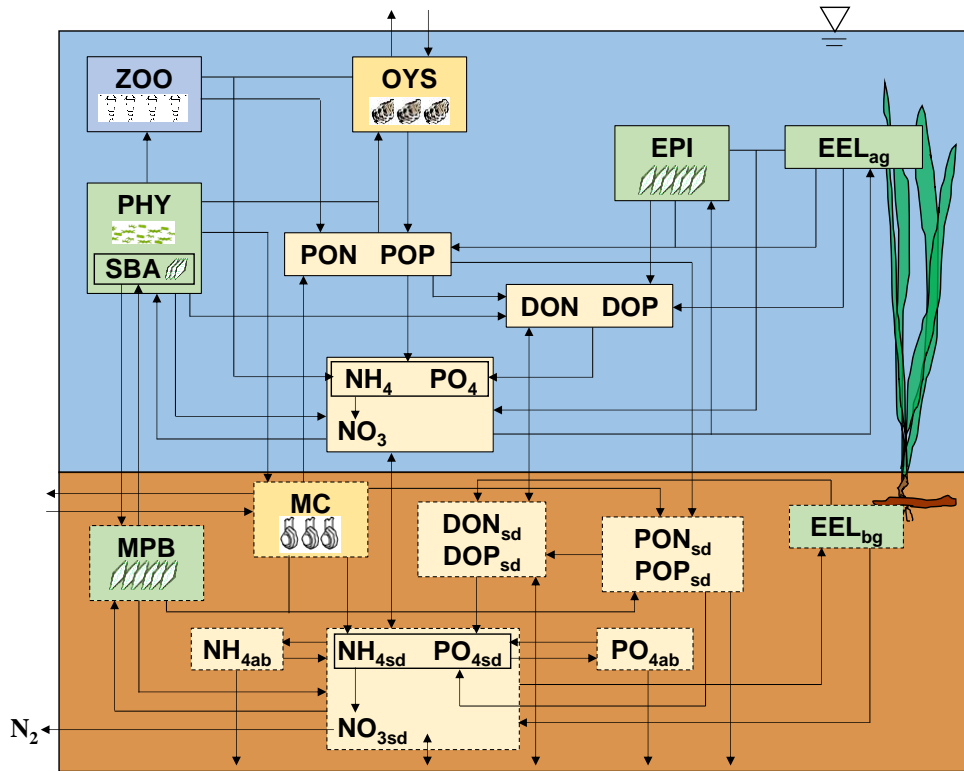 ZOO
OYS
EPI
EELag
PHY
SBA
PON POP
DON DOP
NH4 PO4
NO3
MC
DONsd
DOPsd
PONsd
POPsd
EELbg
MPB
NH4ab
NH4sd PO4sd
PO4ab
NO3sd
N2